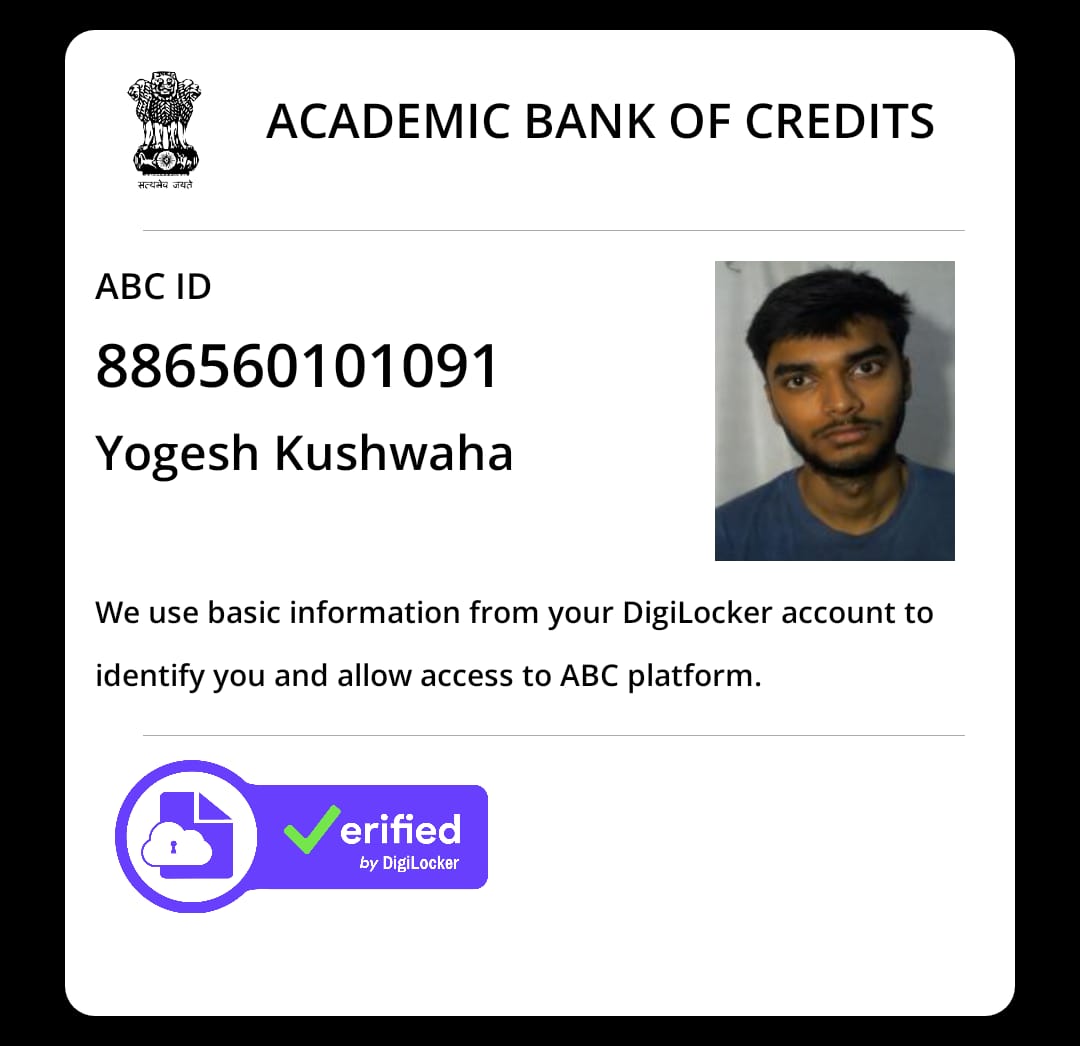 सत्यमेव जयते
ACADEMIC BANK OF CREDITS
ABC ID
886560101091
Yogesh Kushwaha
We use basic information from your DigiLocker account to
identify you and allow access to ABC platform.
erified
by DigiLocker